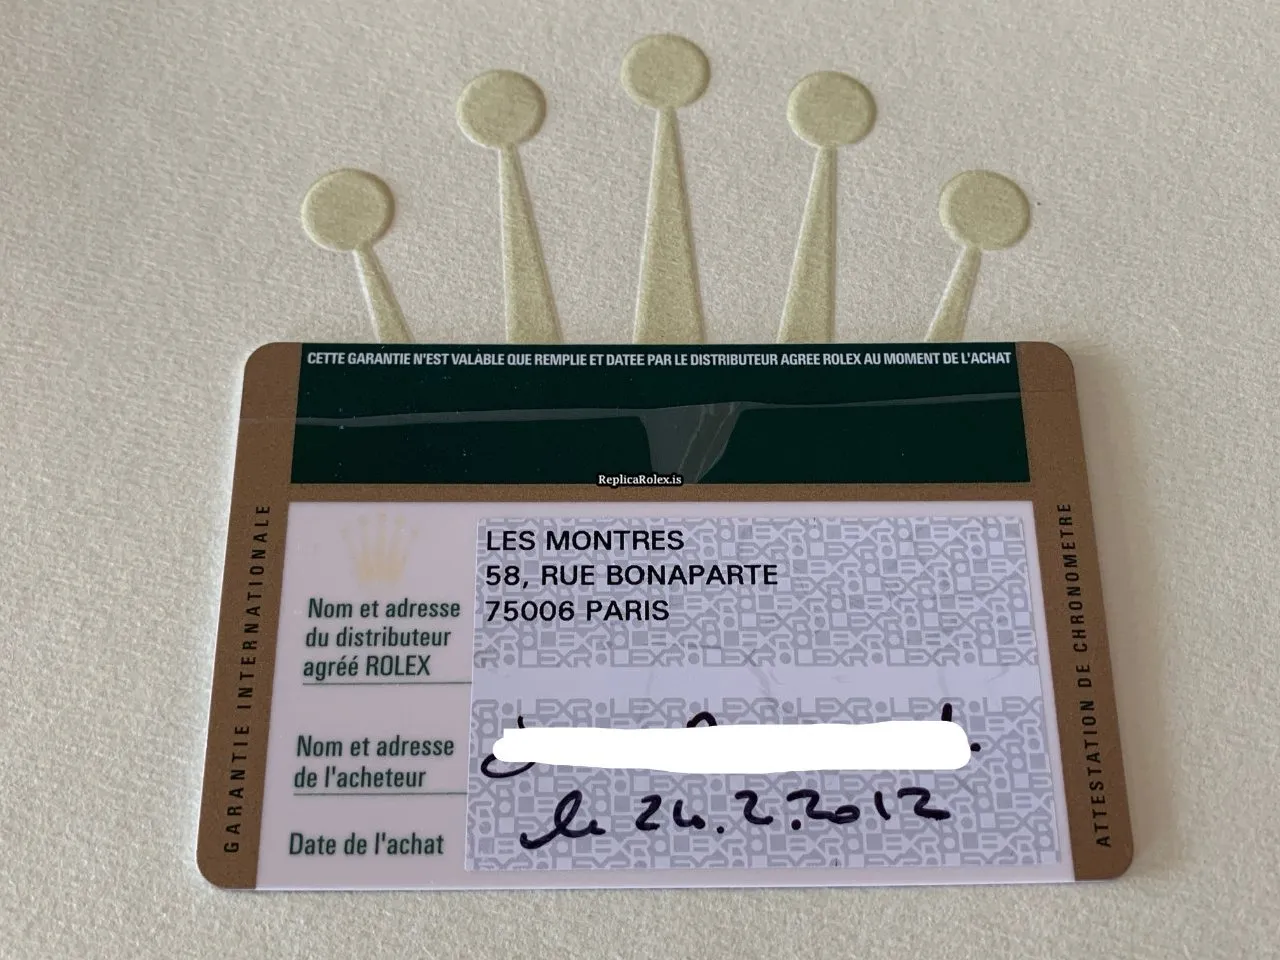 CETTE GARANTIE N'EST VALABLE QUE REMPLIE ET DATEE PAR LE DISTRIBUTEUR AGREE ROLEX AU MOMENT DE L'ACHAT
ReplicaRolex.is
GARANTIE INTERNATIONALE
LES MONTRES
58, RUE BONAPARTE
75006 PARIS
Nom et adresse
du distributeur
agréé ROLEX
Nom et adresse
de l'acheteur
le 24.2.2012
Date de l'achat
ATTESTATION DE CHRONOMETRE